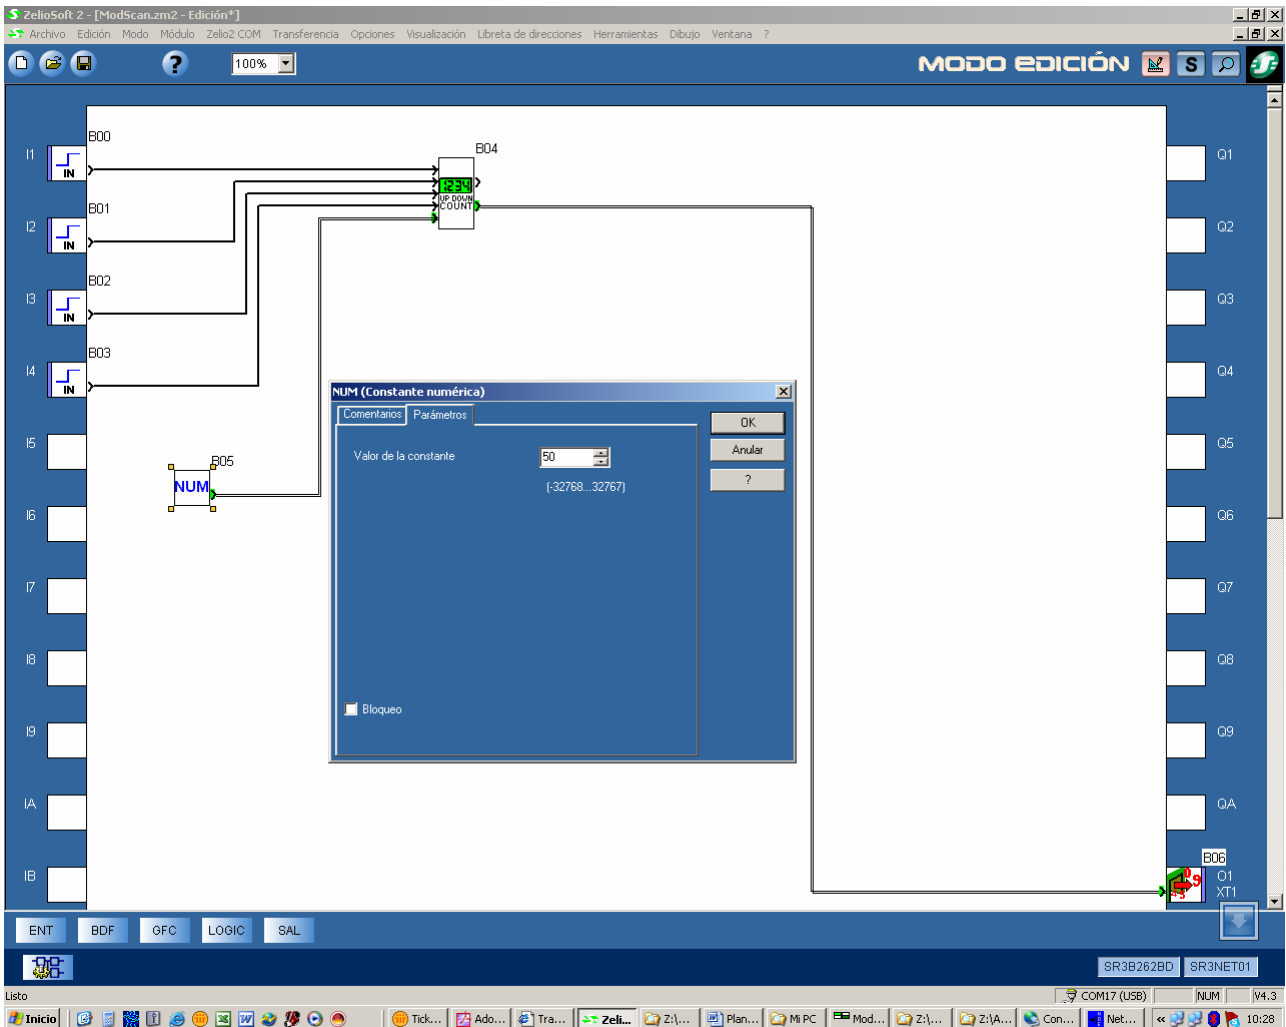 ZelioSoft 2 - [ModScan.zm2 - Edición*]
Archivo Edición Modo Módulo Zelio2 COM Transferencia Opciones Visualización Libreta de direcciones Herramientas Dibujo Ventana ?
? 100% MODO EDICIÓN S
B00
I1 IN
B04
1234
UP DOWN
COUNT
Q1
B01
I2 IN
Q2
B02
I3 IN
Q3
B03
I4 IN
Q4
NUM (Constante numérica)
Comentarios Parámetros
OK
Valor de la constante 50
Anular
(-32768...32767)
?
Bloqueo
I5
Q5
B05
NUM
I6
Q6
I7
Q7
I8
Q8
I9
Q9
IA
QA
B06
IB
O1
XT1
ENT BDF GFC LOGIC SAL
SR3B262BD SR3NET01
Listo COM17 (USB) NUM V4.3
Inicio Tick... Ado... Tra... Zeli... Z:\... Plan... Mi PC Mod... Z:\... Z:\A... Con... Net... « 10:28